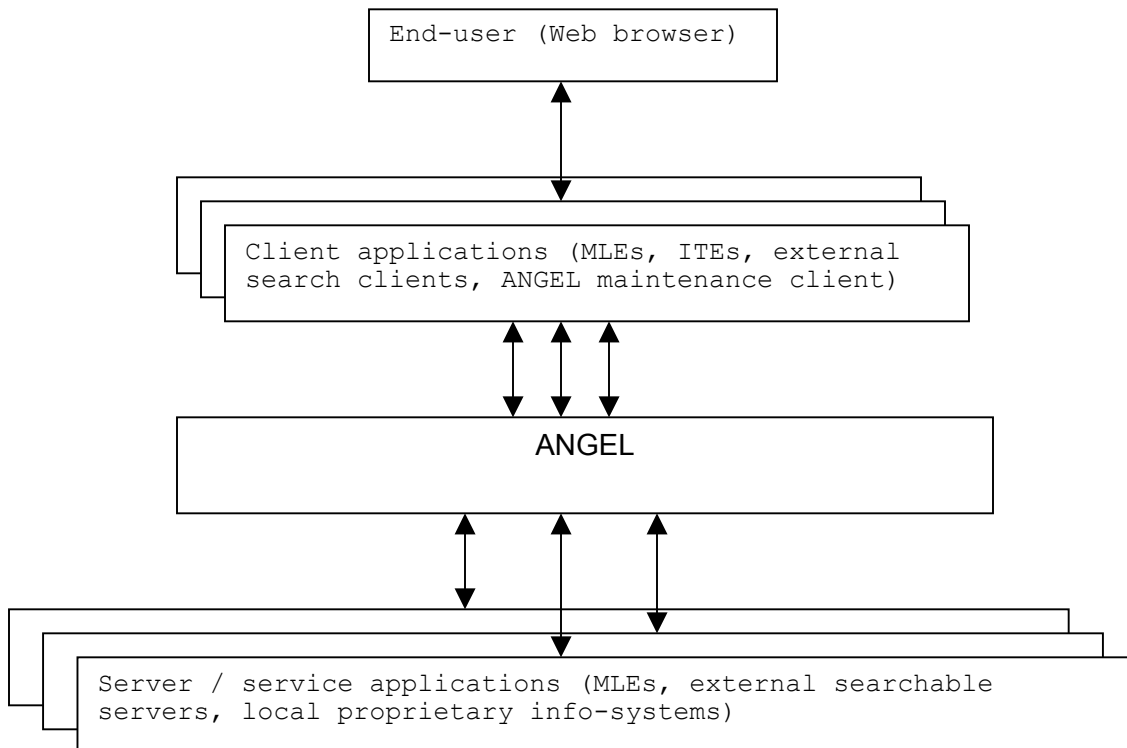 End-user (Web browser)
Client applications (MLEs, ITEs, external
search clients, ANGEL maintenance client)
ANGEL
Server / service applications (MLEs, external searchable
servers, local proprietary info-systems)